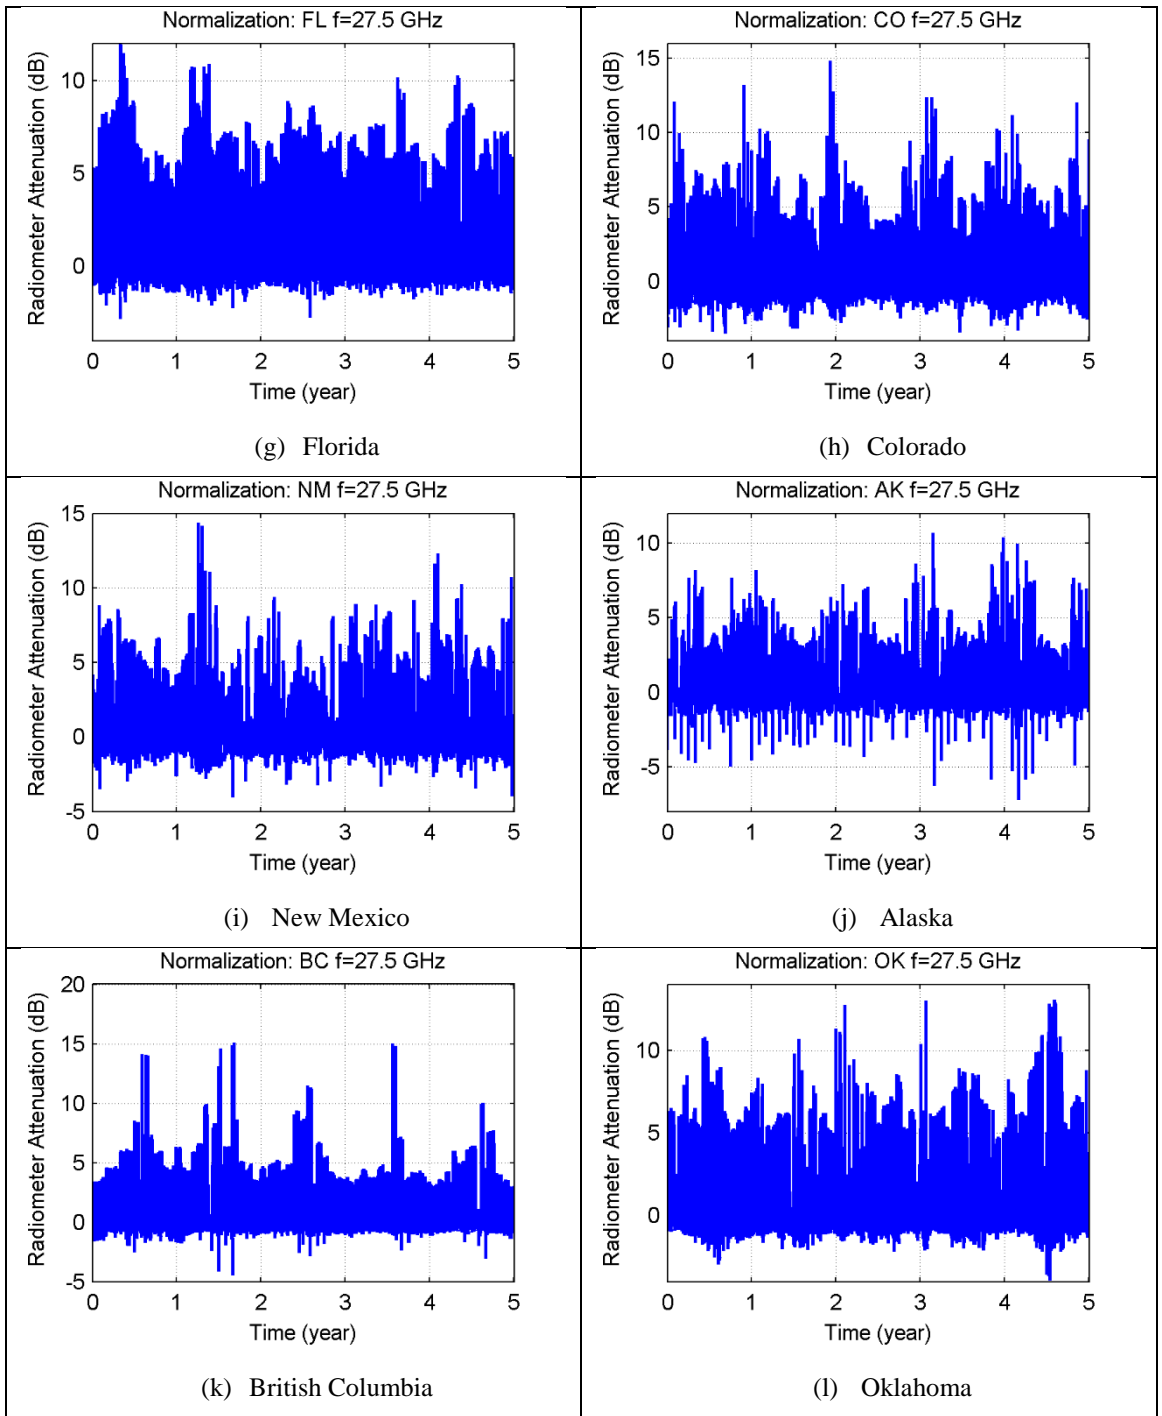 Normalization: FL f=27.5 GHz
Radiometer Attenuation (dB)
10
5
0
0 1 2 3 4 5
Time (year)
(g) Florida
Normalization: CO f=27.5 GHz
Radiometer Attenuation (dB)
15
10
5
0
0 1 2 3 4 5
Time (year)
(h) Colorado
Normalization: NM f=27.5 GHz
Radiometer Attenuation (dB)
15
10
5
0
-5
0 1 2 3 4 5
Time (year)
(i) New Mexico
Normalization: AK f=27.5 GHz
Radiometer Attenuation (dB)
10
5
0
-5
0 1 2 3 4 5
Time (year)
(j) Alaska
Normalization: BC f=27.5 GHz
Radiometer Attenuation (dB)
20
15
10
5
0
-5
0 1 2 3 4 5
Time (year)
(k) British Columbia
Normalization: OK f=27.5 GHz
Radiometer Attenuation (dB)
10
5
0
0 1 2 3 4 5
Time (year)
(l) Oklahoma